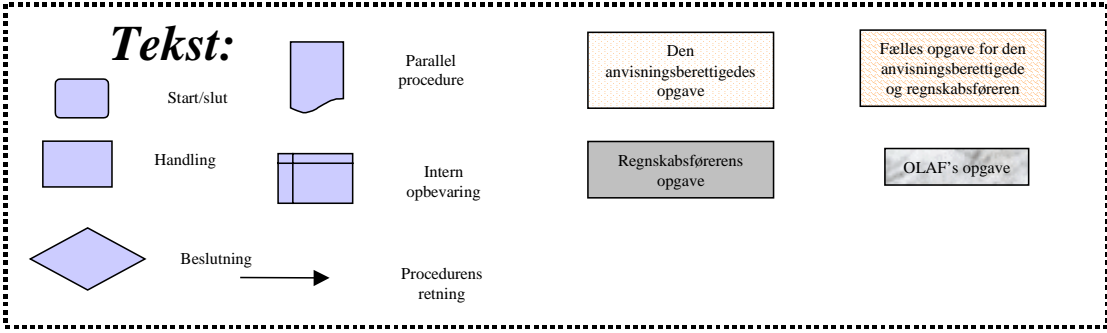 Tekst:
Start/slut
Handling
Beslutning
Parallel
procedure
Intern
opbevaring
Procedurens
retning
Den
anvisningsberettigedes
opgave
Regnskabsførerens
opgave
Fælles opgave for den
anvisningsberettigede
og regnskabsføreren
OLAF's opgave